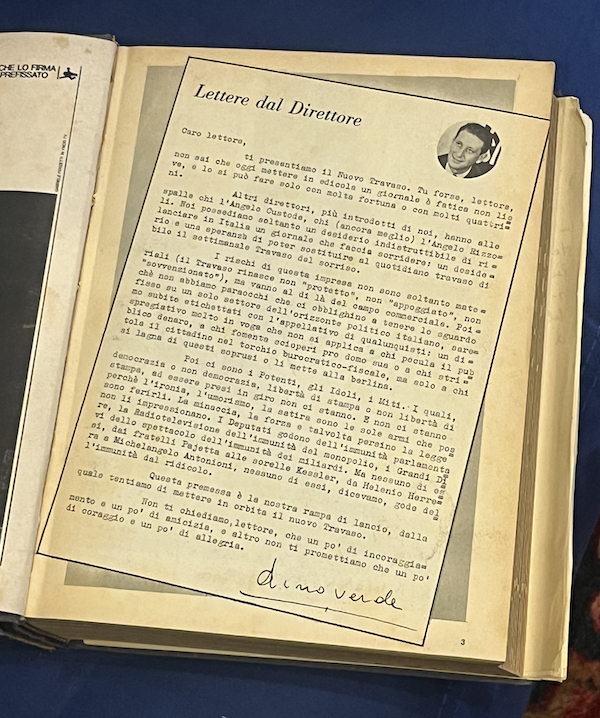 CHE LO FIRMA
PREFISSATO
Lettere dal Direttore
Caro lettore,
ti presentiamo il Nuovo Travaso. Tu forse, lettore,
non sai che oggi mettere in edicola un giornale è fatica non lie
ve, e lo si può fare solo con molta fortuna o con molti quattri=
ni.
Altri direttori, più introdotti di noi, hanno alle
spalle chi l'Angelo Custode, chi (ancora meglio) l'Angelo Rizzo=
li. Noi possediamo soltanto un desiderio indistruttibile di ri=
lanciare in Italia un giornale che faccia sorridere: un deside=
rio e una speranza di poter sostituire al quotidiano travaso di
bile il settimanale Travaso del sorriso.
I rischi di questa impresa non sono soltanto mate=
riali (il Travaso rinasce non "protetto", non "appoggiato", non
"sovvenzionato"), ma vanno al di là del campo commerciale. Poi=
chè non abbiamo paraocchi che ci obblighino a tenere lo sguardo
fisso su un solo settore dell'orizzonte politico italiano, sare=
mo subito etichettati con l'appellativo di qualunquisti: un di=
spregiativo molto in voga che non si applica a chi pecula il pub
blico denaro, a chi fomenta scioperi pro domo sua o a chi stri=
tola il cittadino nel torchio burocratico-fiscale, ma solo a chi
si lagna di questi soprusi o li mette alla berlina.
Poi ci sono i Potenti, gli Idoli, i Miti. I quali,
democrazia o non democrazia, libertà di stampa o non libertà di
stampa, ad essere presi in giro non ci stanno. E non ci stanno
perchè l'ironia, l'umorismo, la satira sono le sole armi che pos
sono ferirli. La minaccia, la forza e talvolta persino la legge
non li impressionano. I Deputati godono dell'immunità parlamenta
re, la Radiotelevisione dell'immunità del monopolio, i Grandi Di
vi dello spettacolo dell'immunità dei miliardi. Ma nessuno di es
si, dai fratelli Pajetta alle sorelle Kessler, da Helenio Herre=
ra a Michelangelo Antonioni, nessuno di essi, dicevamo, gode del
l'immunità dal ridicolo.
Questa premessa è la nostra rampa di lancio, dalla
quale tentiamo di mettere in orbita il nuovo Travaso.
Non ti chiediamo, lettore, che un po' di incoraggia=
mento e un po' di amicizia, e altro non ti promettiamo che un po'
di coraggio e un po' di allegria.
dino verde
3